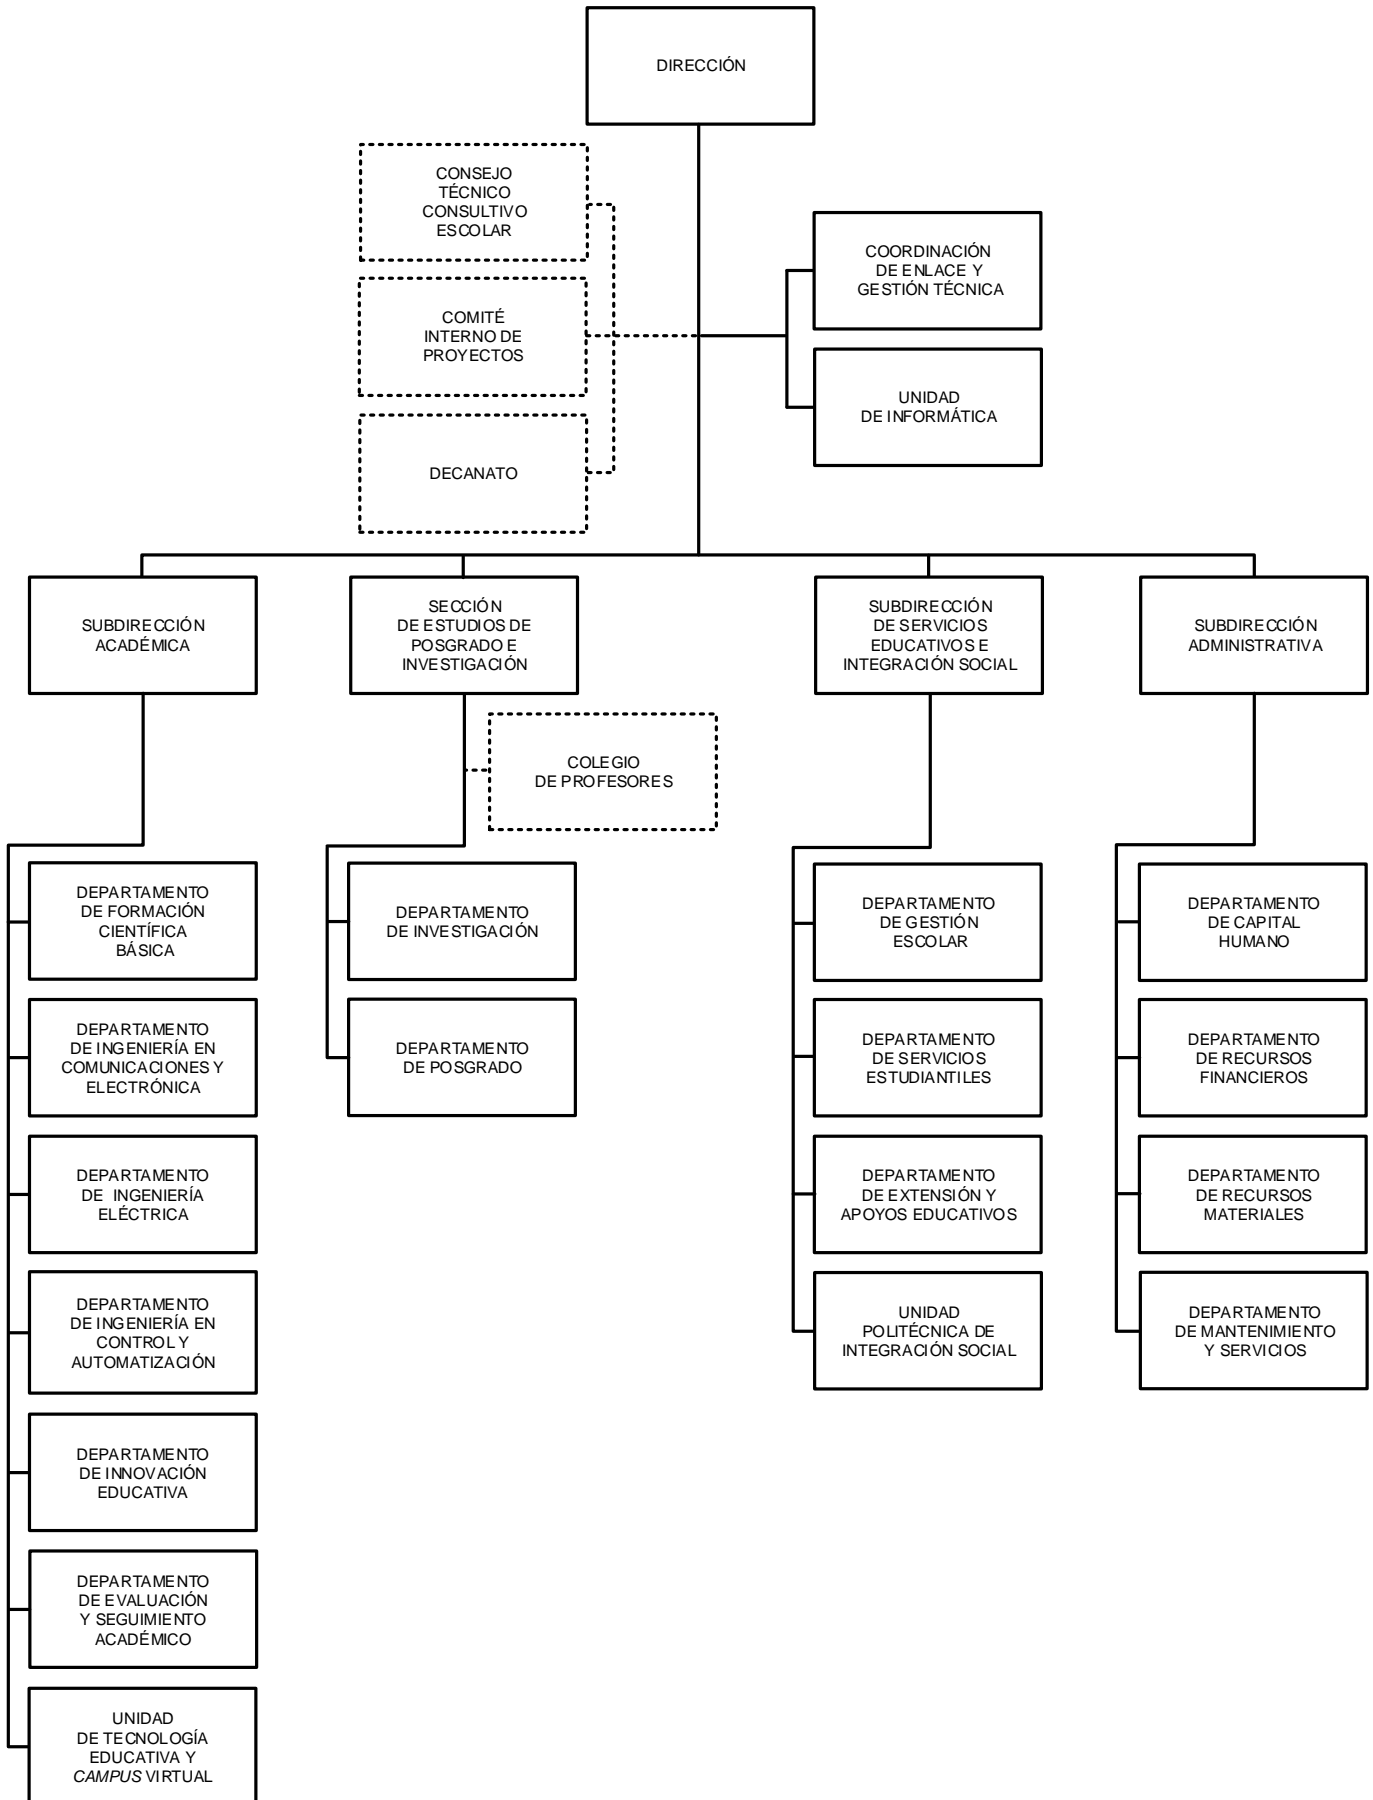 DIRECCIÓN
CONSEJO
TÉCNICO
CONSULTIVO
ESCOLAR
COORDINACIÓN
DE ENLACE Y
GESTIÓN TÉCNICA
COMITÉ
INTERNO DE
PROYECTOS
UNIDAD
DE INFORMÁTICA
DECANATO
SUBDIRECCIÓN
ACADÉMICA
SECCIÓN
DE ESTUDIOS DE
POSGRADO E
INVESTIGACIÓN
SUBDIRECCIÓN
DE SERVICIOS
EDUCATIVOS E
INTEGRACIÓN SOCIAL
SUBDIRECCIÓN
ADMINISTRATIVA
COLEGIO
DE PROFESORES
DEPARTAMENTO
DE FORMACIÓN
CIENTÍFICA
BÁSICA
DEPARTAMENTO
DE INGENIERÍA EN
COMUNICACIONES Y
ELECTRÓNICA
DEPARTAMENTO
DE INGENIERÍA
ELÉCTRICA
DEPARTAMENTO
DE INGENIERÍA EN
CONTROL Y
AUTOMATIZACIÓN
DEPARTAMENTO
DE INNOVACIÓN
EDUCATIVA
DEPARTAMENTO
DE EVALUACIÓN
Y SEGUIMIENTO
ACADÉMICO
UNIDAD
DE TECNOLOGÍA
EDUCATIVA Y
CAMPUS VIRTUAL
DEPARTAMENTO
DE INVESTIGACIÓN
DEPARTAMENTO
DE POSGRADO
DEPARTAMENTO
DE GESTIÓN
ESCOLAR
DEPARTAMENTO
DE SERVICIOS
ESTUDIANTILES
DEPARTAMENTO
DE EXTENSIÓN Y
APOYOS EDUCATIVOS
UNIDAD
POLITÉCNICA DE
INTEGRACIÓN SOCIAL
DEPARTAMENTO
DE CAPITAL
HUMANO
DEPARTAMENTO
DE RECURSOS
FINANCIEROS
DEPARTAMENTO
DE RECURSOS
MATERIALES
DEPARTAMENTO
DE MANTENIMIENTO
Y SERVICIOS